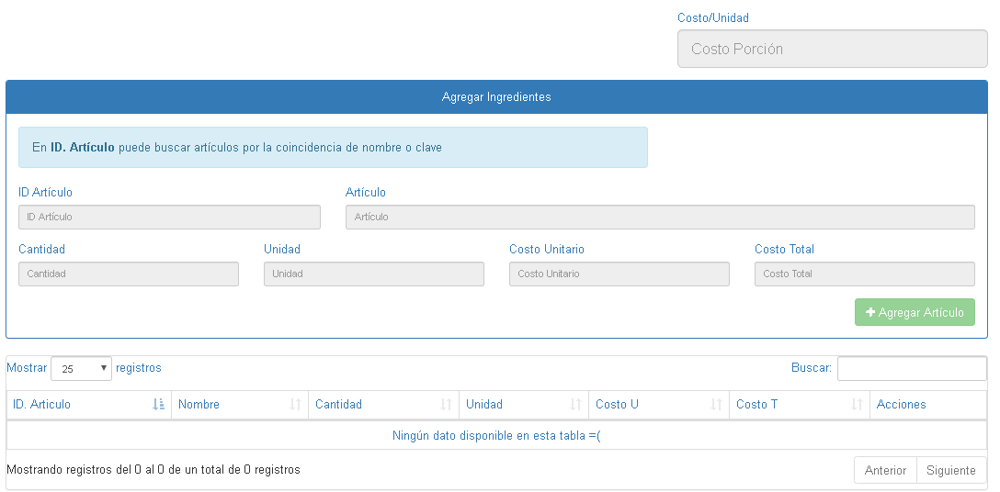 Costo/Unidad
Costo Porción
Agregar Ingredientes
En ID. Artículo puede buscar artículos por la coincidencia de nombre o clave
ID Artículo Artículo
ID Artículo Artículo
Cantidad Unidad Costo Unitario Costo Total
Cantidad Unidad Costo Unitario Costo Total
Agregar Artículo
Mostrar 25 registros Buscar:
ID. Articulo Nombre Cantidad Unidad Costo U Costo T Acciones
Ningún dato disponible en esta tabla =(
Mostrando registros del 0 al 0 de un total de 0 registros Anterior Siguiente